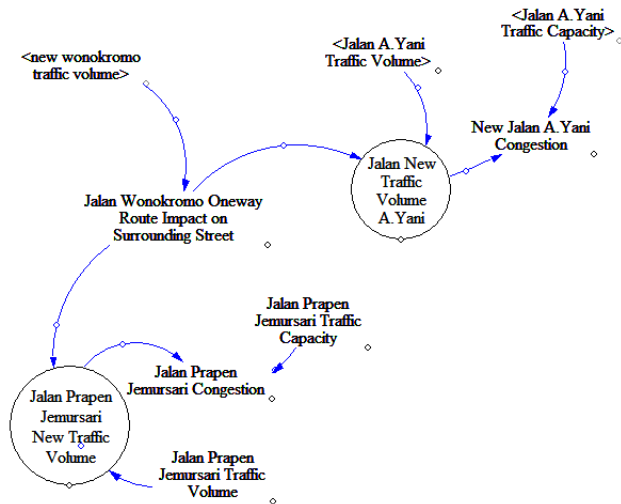 <new wonokromo
traffic volume>
<Jalan A.Yani
Traffic Volume>
<Jalan A.Yani
Traffic Capacity>
New Jalan A.Yani
Congestion
Jalan New
Traffic
Volume
A.Yani
Jalan Wonokromo Oneway
Route Impact on
Surrounding Street
Jalan Prapen
Jemursari Traffic
Capacity
Jalan Prapen
Jemursari Congestion
Jalan Prapen
Jemursari
New Traffic
Volume
Jalan Prapen
Jemursari Traffic
Volume